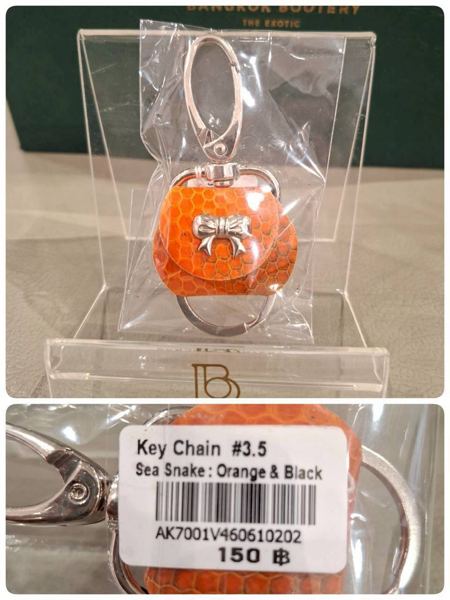 BANGKOK BOOTERY
THE EXOTIC
B
Key Chain #3.5
Sea Snake : Orange & Black
AK7001V460610202
150 ฿